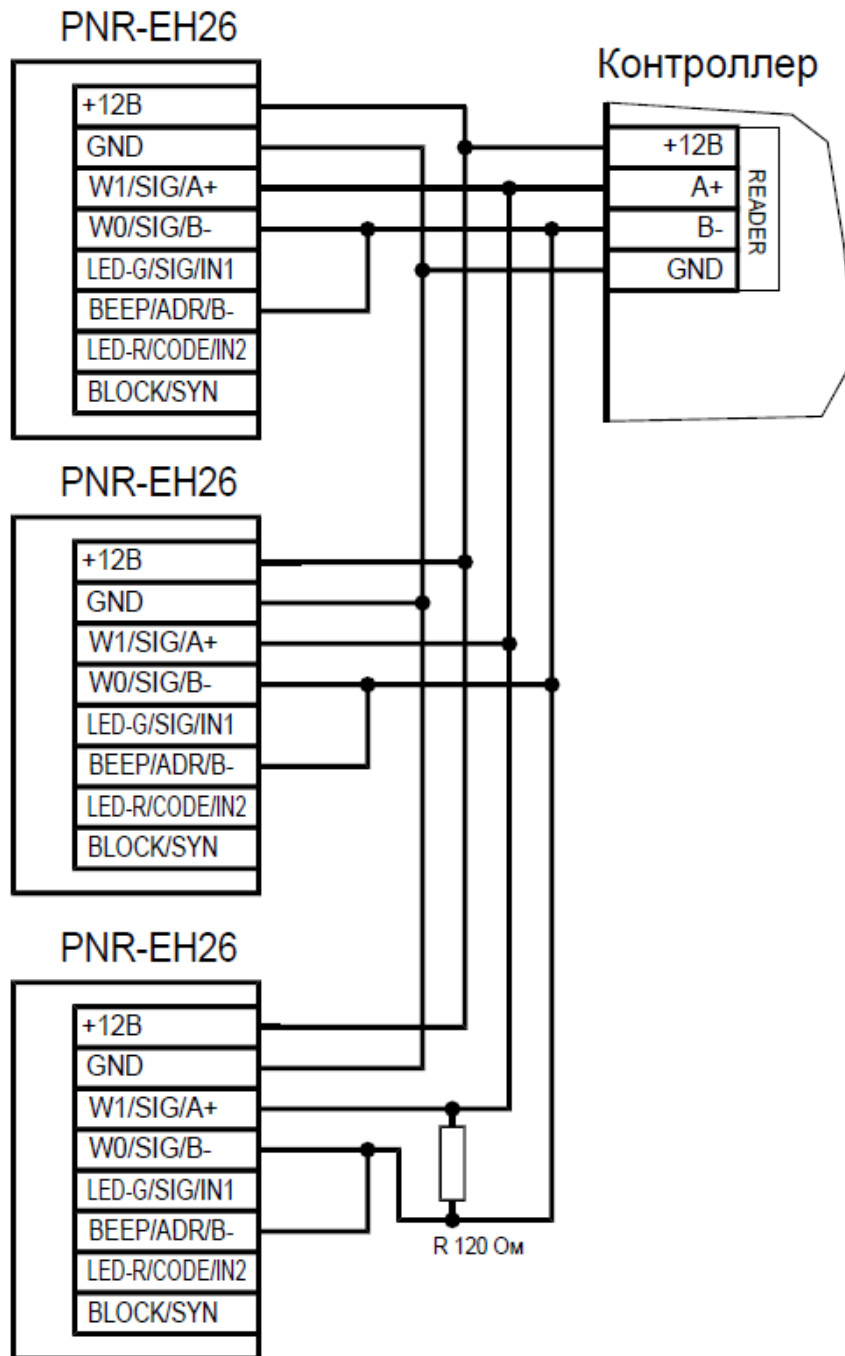 PNR-EH26
+12В
GND
W1/SIG/A+
W0/SIG/B-
LED-G/SIG/IN1
BEEP/ADR/B-
LED-R/CODE/IN2
BLOCK/SYN
Контроллер
+12В
A+
B-
GND
READER
PNR-EH26
+12В
GND
W1/SIG/A+
W0/SIG/B-
LED-G/SIG/IN1
BEEP/ADR/B-
LED-R/CODE/IN2
BLOCK/SYN
PNR-EH26
+12В
GND
W1/SIG/A+
W0/SIG/B-
LED-G/SIG/IN1
BEEP/ADR/B-
LED-R/CODE/IN2
BLOCK/SYN
R 120 Ом